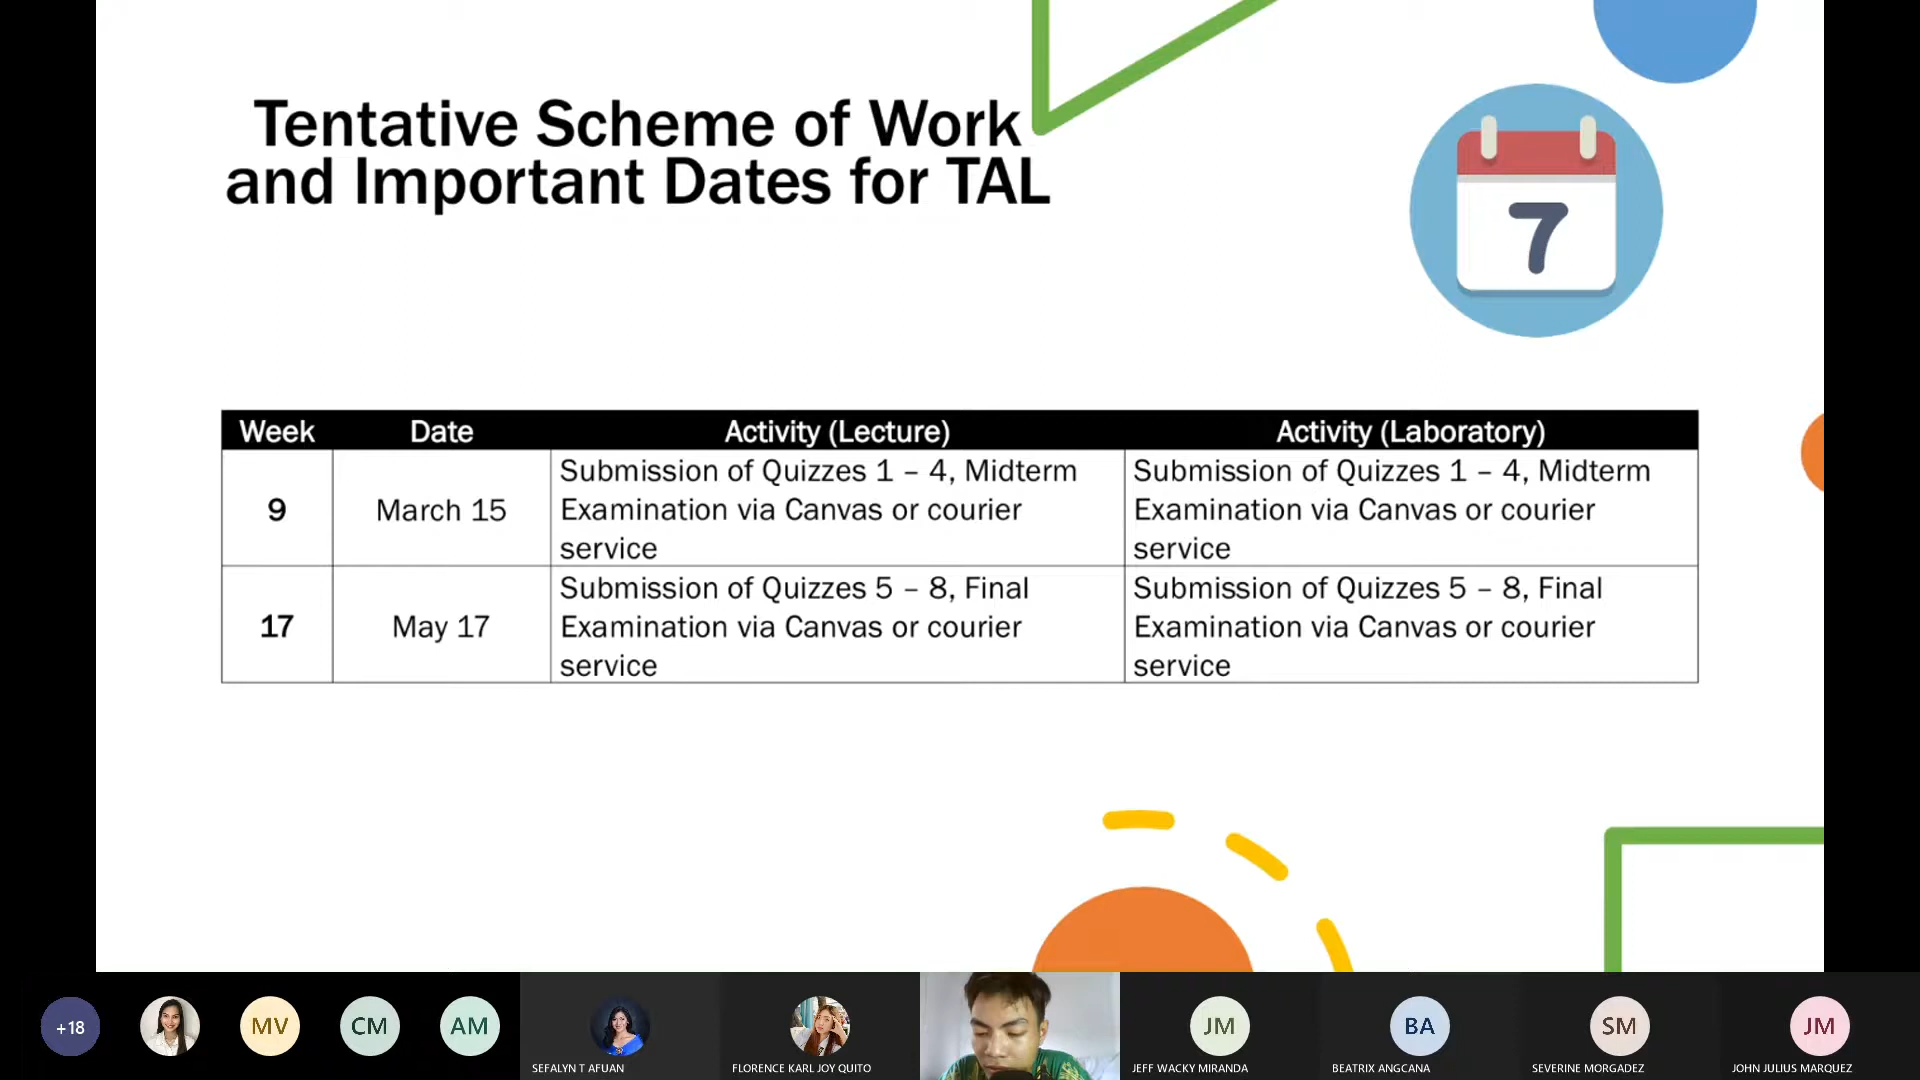 Tentative Scheme of Work
and Important Dates for TAL
7
Week Date Activity (Lecture) Activity (Laboratory)
9 March 15 Submission of Quizzes 1 – 4, Midterm Examination via Canvas or courier service Submission of Quizzes 1 – 4, Midterm Examination via Canvas or courier service
17 May 17 Submission of Quizzes 5 – 8, Final Examination via Canvas or courier service Submission of Quizzes 5 – 8, Final Examination via Canvas or courier service
+18 MV CM AM JM BA SM JM
SEFALYN T AFUAN FLORENCE KARL JOY QUITO JEFF WACKY MIRANDA BEATRIX ANGCANA SEVERINE MORGADEZ JOHN JULIUS MARQUEZ